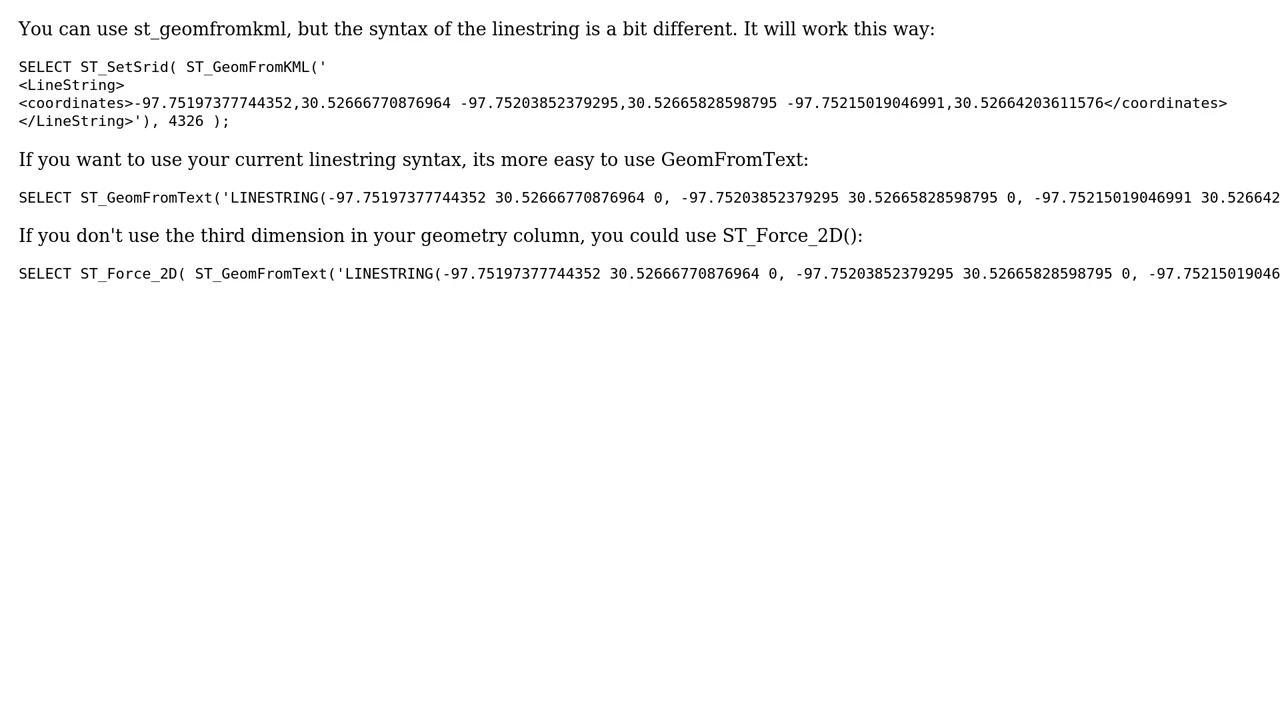 You can use st_geomfromkml, but the syntax of the linestring is a bit different. It will work this way:
SELECT ST_SetSrid( ST_GeomFromKML('
<LineString>
<coordinates>-97.75197377744352,30.52666770876964 -97.75203852379295,30.52665828598795 -97.75215019046991,30.52664203611576</coordinates>
</LineString>'), 4326 );
If you want to use your current linestring syntax, its more easy to use GeomFromText:
SELECT ST_GeomFromText('LINESTRING(-97.75197377744352 30.52666770876964 0, -97.75203852379295 30.52665828598795 0, -97.75215019046991 30.526642
If you don't use the third dimension in your geometry column, you could use ST_Force_2D():
SELECT ST_Force_2D( ST_GeomFromText('LINESTRING(-97.75197377744352 30.52666770876964 0, -97.75203852379295 30.52665828598795 0, -97.75215019046